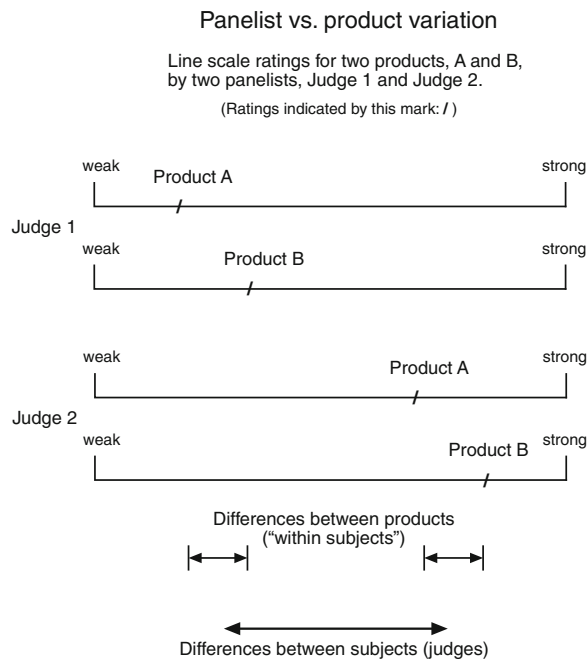 Panelist vs. product variation
Line scale ratings for two products, A and B,
by two panelists, Judge 1 and Judge 2.
(Ratings indicated by this mark: / )
weak
strong
Product A
Judge 1
weak
strong
Product B
weak
strong
Product A
Judge 2
weak
strong
Product B
Differences between products
(“within subjects”)
Differences between subjects (judges)